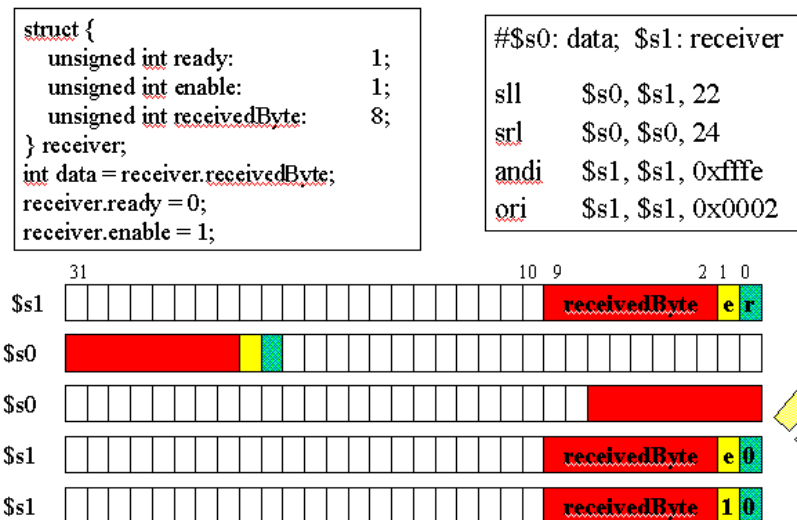 struct {
unsigned int ready: 1;
unsigned int enable: 1;
unsigned int receivedByte: 8;
} receiver;
int data = receiver.receivedByte;
receiver.ready = 0;
receiver.enable = 1;
#$s0: data; $s1: receiver
sll $s0, $s1, 22
srl $s0, $s0, 24
andi $s1, $s1, 0xfffe
ori $s1, $s1, 0x0002
31 10 9 2 1 0
$s1 receivedByte e r
$s0
$s0
$s1 receivedByte e 0
$s1 receivedByte 1 0